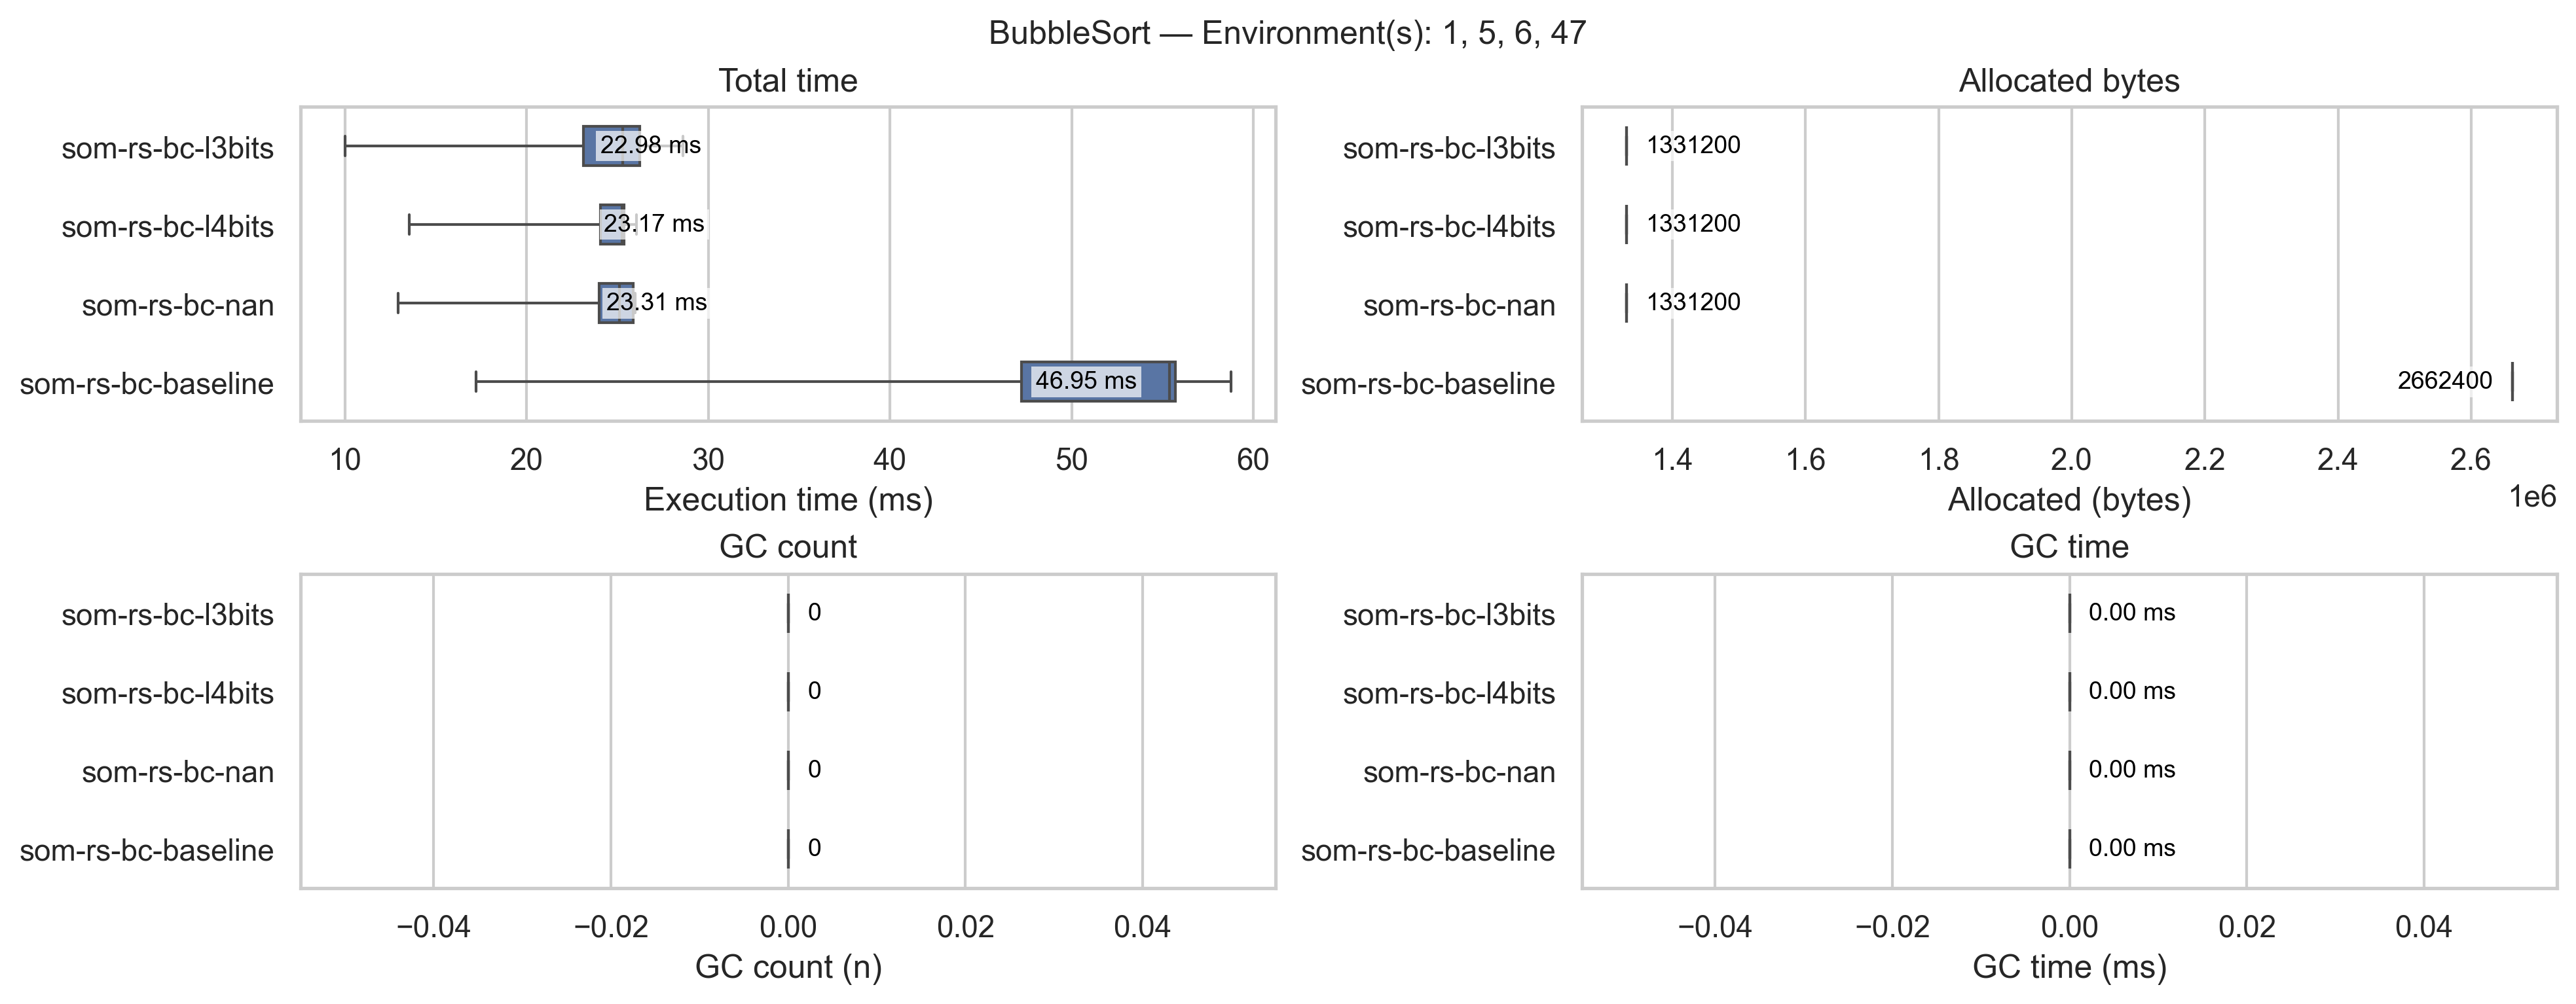 BubbleSort — Environment(s): 1, 5, 6, 47
Total time
som-rs-bc-l3bits
22.98 ms
som-rs-bc-l4bits
23.17 ms
som-rs-bc-nan
23.31 ms
som-rs-bc-baseline
46.95 ms
10 20 30 40 50 60
Execution time (ms)
Allocated bytes
som-rs-bc-l3bits
1331200
som-rs-bc-l4bits
1331200
som-rs-bc-nan
1331200
som-rs-bc-baseline
2662400
1.4 1.6 1.8 2.0 2.2 2.4 2.6
1e6
Allocated (bytes)
GC count
som-rs-bc-l3bits
0
som-rs-bc-l4bits
0
som-rs-bc-nan
0
som-rs-bc-baseline
0
−0.04 −0.02 0.00 0.02 0.04
GC count (n)
GC time
som-rs-bc-l3bits
0.00 ms
som-rs-bc-l4bits
0.00 ms
som-rs-bc-nan
0.00 ms
som-rs-bc-baseline
0.00 ms
−0.04 −0.02 0.00 0.02 0.04
GC time (ms)